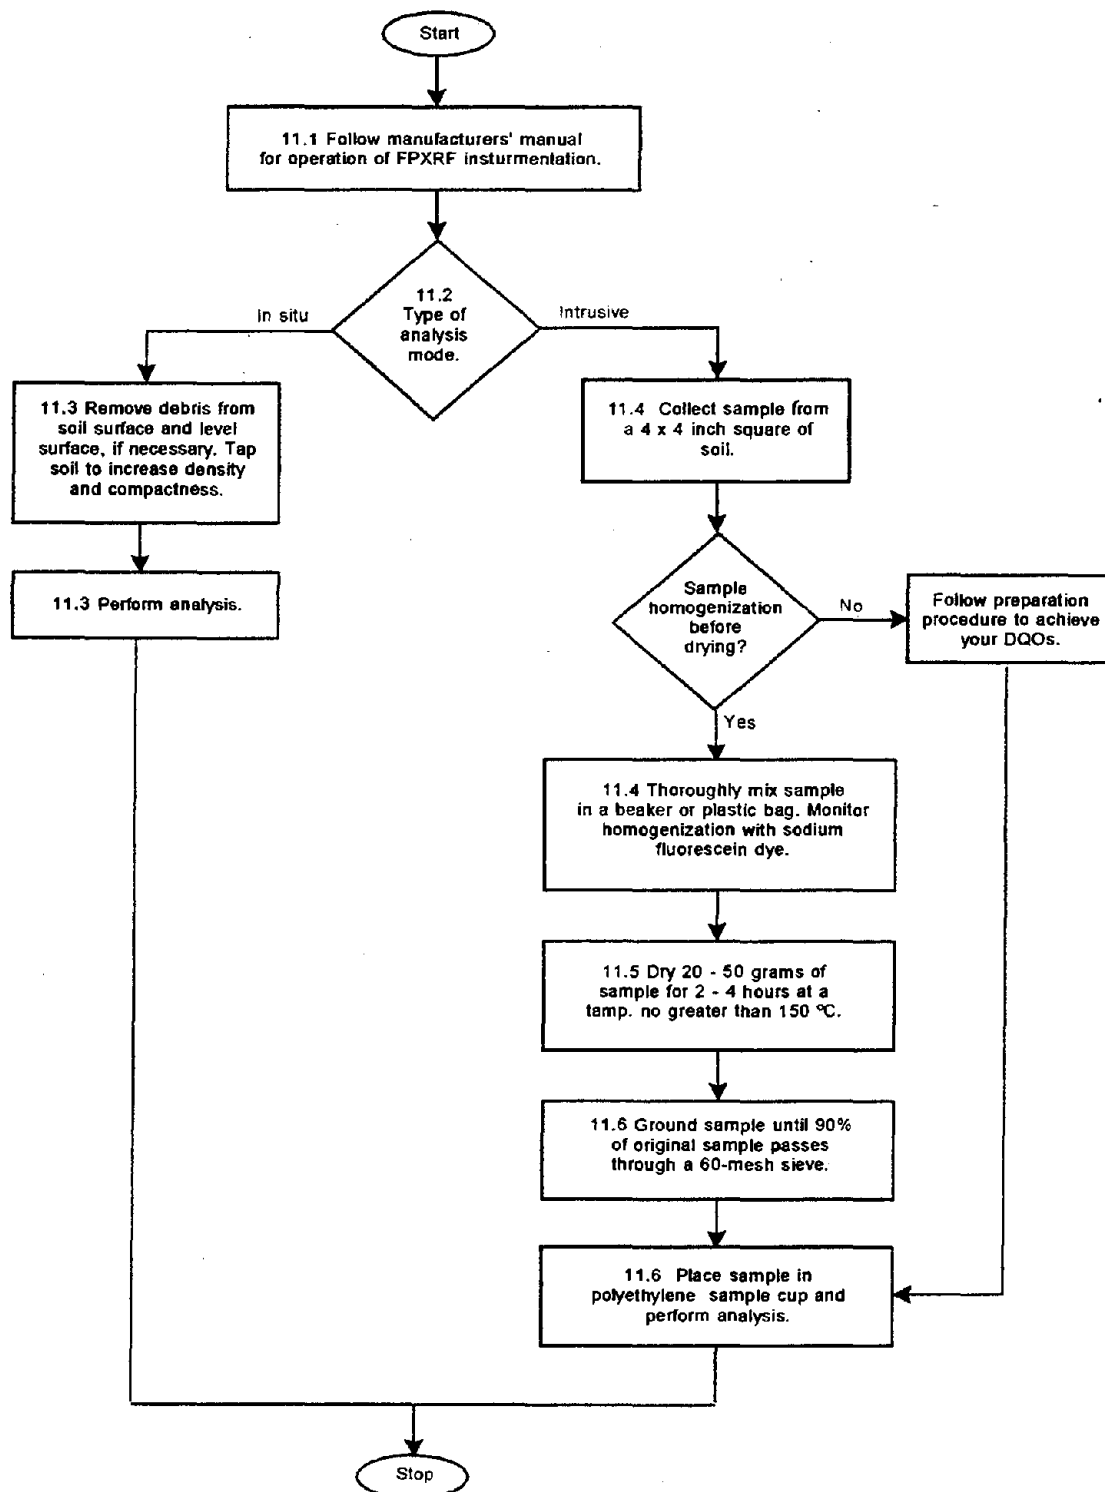 Start
11.1 Follow manufacturers' manual
for operation of FPXRF insturmentation.
11.2
Type of
analysis
mode.
In situ
Intrusive
11.3 Remove debris from
soil surface and level
surface, if necessary. Tap
soil to increase density
and compactness.
11.3 Perform analysis.
11.4 Collect sample from
a 4 x 4 inch square of
soil.
Sample
homogenization
before
drying?
No
Follow preparation
procedure to achieve
your DQOs.
Yes
11.4 Thoroughly mix sample
in a beaker or plastic bag. Monitor
homogenization with sodium
fluorescein dye.
11.5 Dry 20 - 50 grams of
sample for 2 - 4 hours at a
tamp. no greater than 150 ºC.
11.6 Ground sample until 90%
of original sample passes
through a 60-mesh sieve.
11.6 Place sample in
polyethylene sample cup and
perform analysis.
Stop